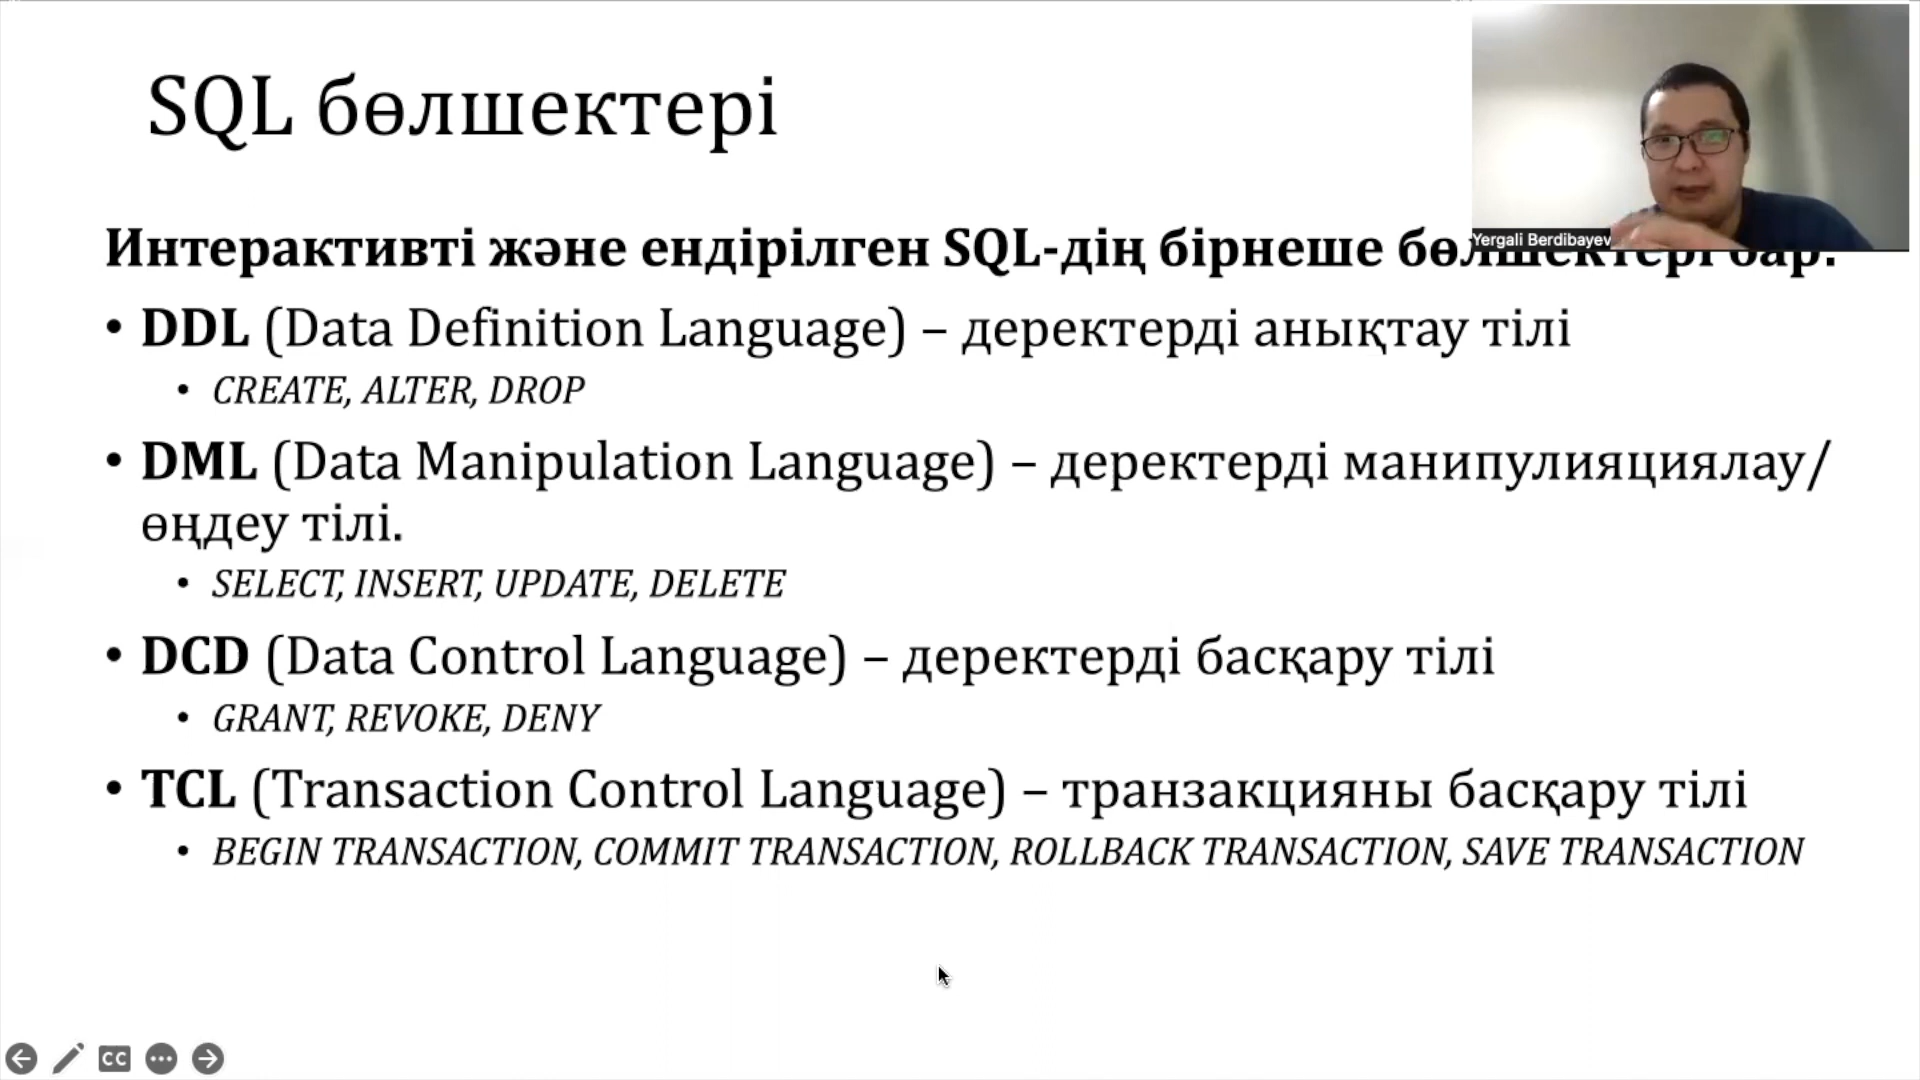 SQL бөлшектері
Yergali Berdibayev
Интерактивті және ендірілген SQL-дің бірнеше бөлшектері бар:
• DDL (Data Definition Language) – деректерді анықтау тілі
• CREATE, ALTER, DROP
• DML (Data Manipulation Language) – деректерді манипулияциялау/
өңдеу тілі.
• SELECT, INSERT, UPDATE, DELETE
• DCD (Data Control Language) – деректерді басқару тілі
• GRANT, REVOKE, DENY
• TCL (Transaction Control Language) – транзакцияны басқару тілі
• BEGIN TRANSACTION, COMMIT TRANSACTION, ROLLBACK TRANSACTION, SAVE TRANSACTION
CC